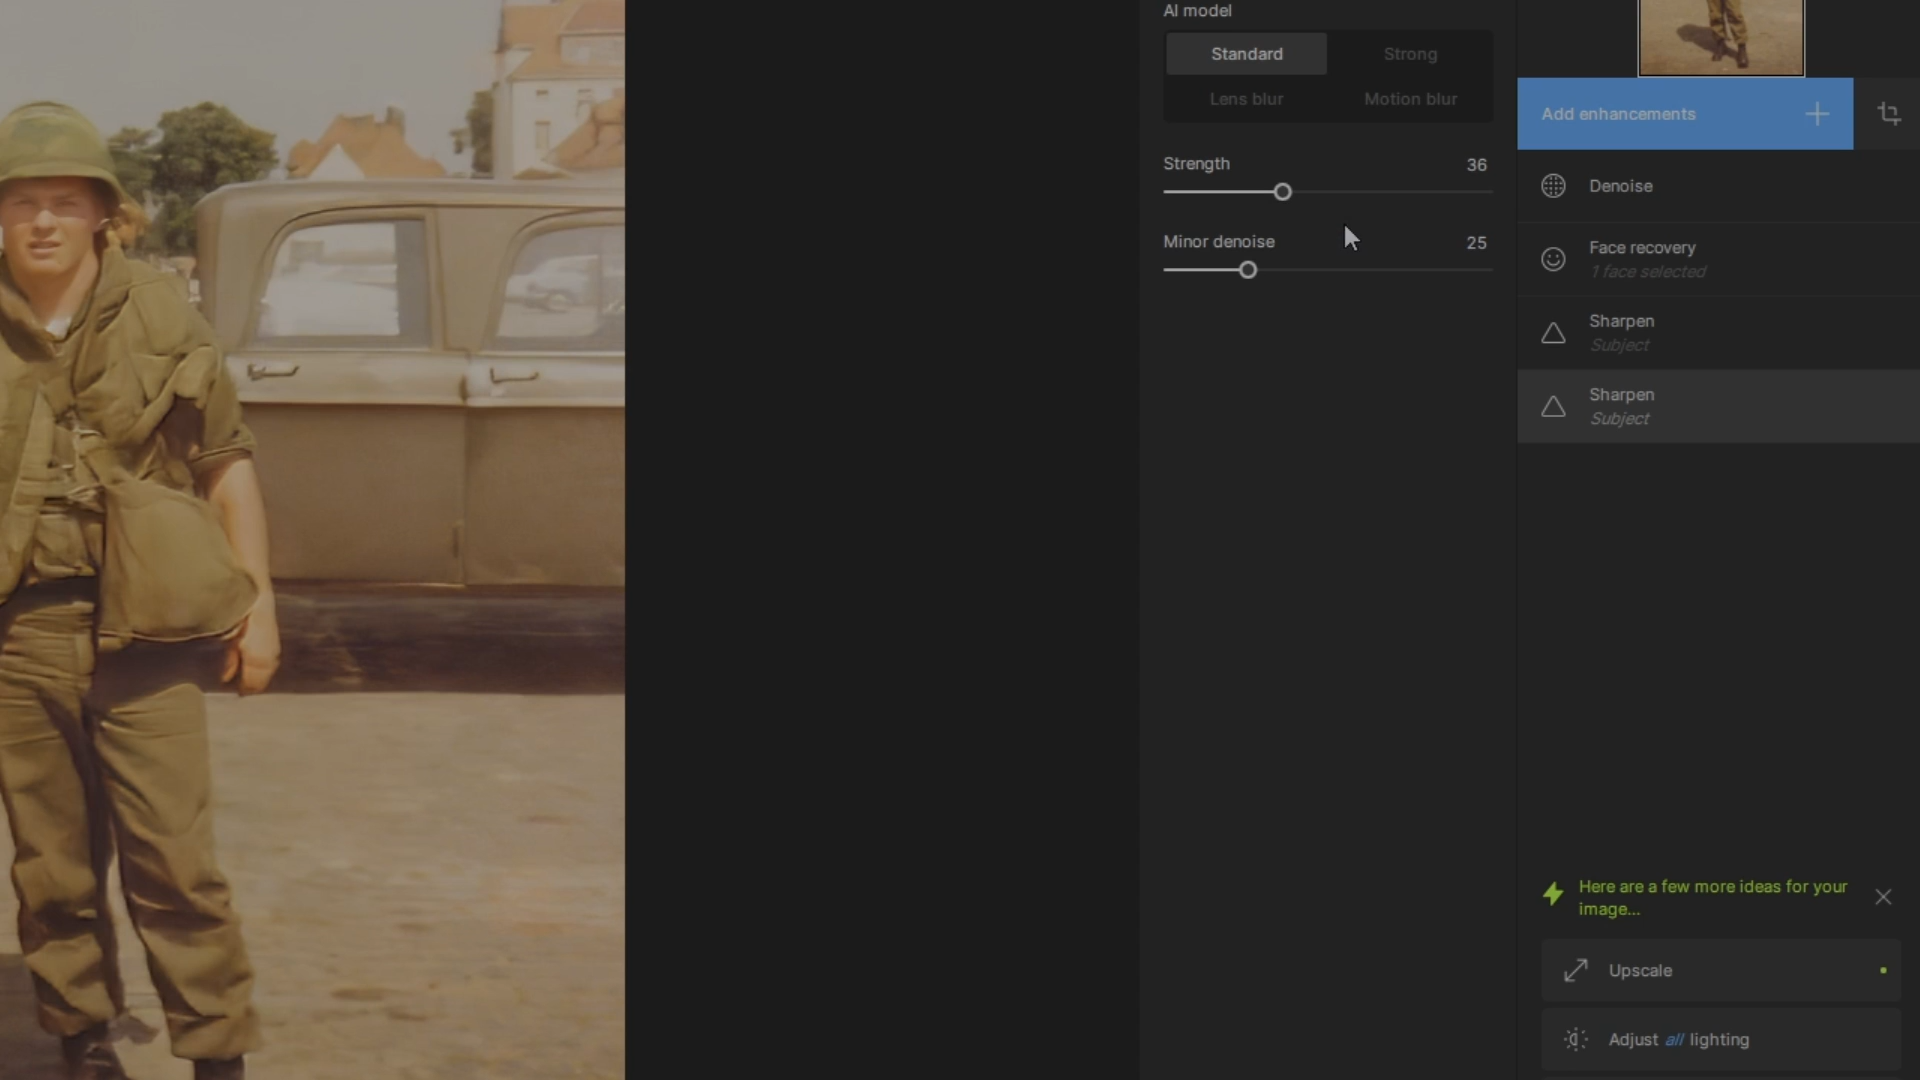 AI model
Standard
Strong
Lens blur
Motion blur
Strength
36
Minor denoise
25
Add enhancements
Denoise
Face recovery
1 face selected
Sharpen
Subject
Sharpen
Subject
Here are a few more ideas for your
image...
Upscale
Adjust all lighting